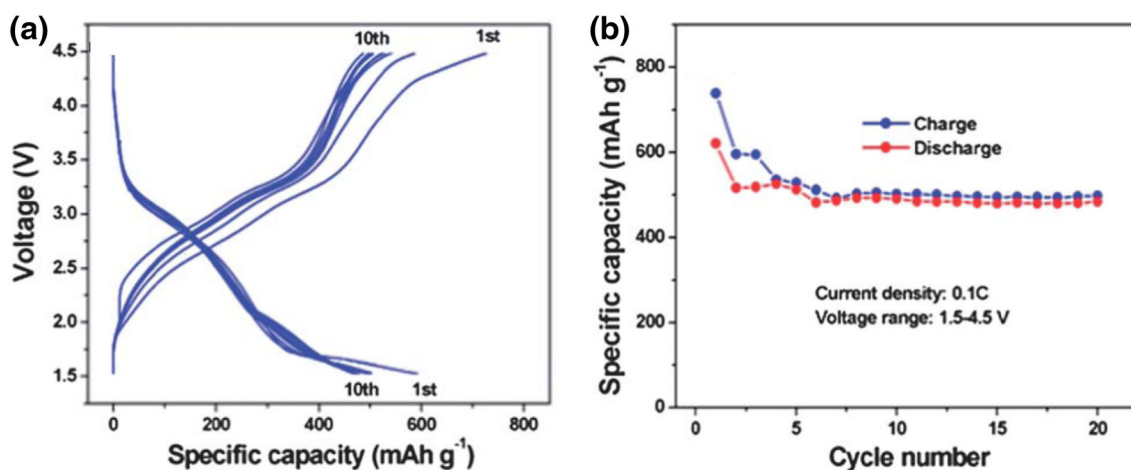 (a)
10th
1st
4.5
4.0
3.5
3.0
2.5
2.0
1.5
Voltage (V)
10th
1st
0
200
400
600
800
Specific capacity (mAh g⁻¹)
(b)
800
600
400
200
0
Specific capacity (mAh g⁻¹)
Charge
Discharge
Current density: 0.1C
Voltage range: 1.5-4.5 V
0
5
10
15
20
Cycle number